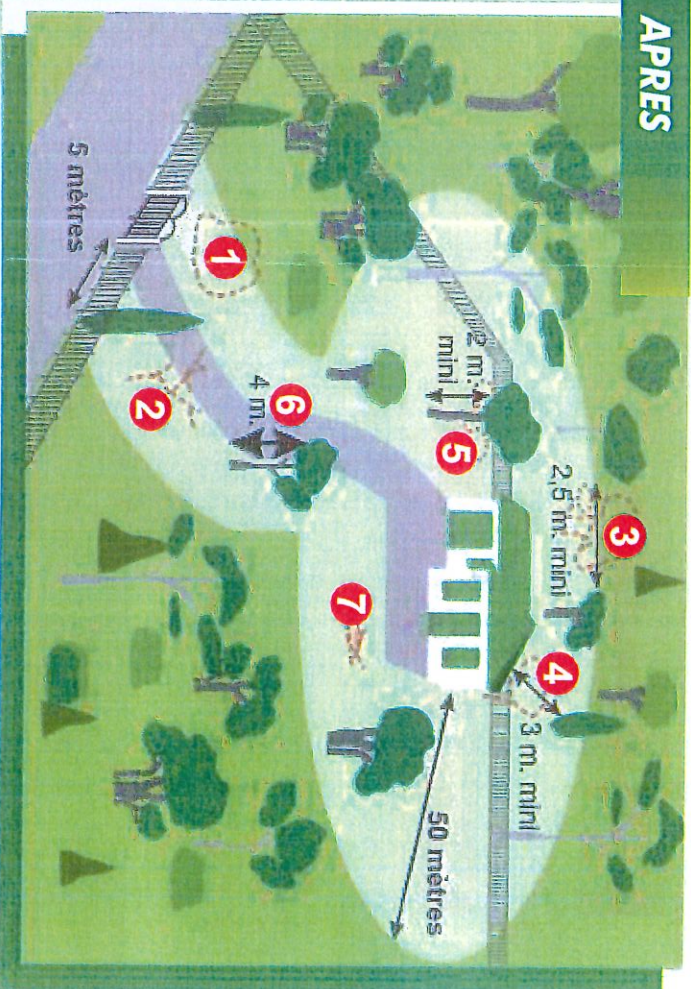 APRES
3
2,5 m. mini
4
3 m. mini
2 m.
mini
5
50 mètres
6
4 m.
7
1
2
5 mètres